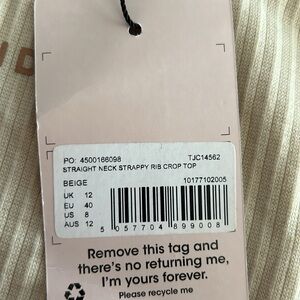 PO: 4500166098 TJC14562
STRAIGHT NECK STRAPPY RIB CROP TOP
BEIGE 10177102005
UK 12
EU 40
US 8
AUS 12
5 057704 899008
Remove this tag and
there's no returning me,
I'm yours forever.
Please recycle me